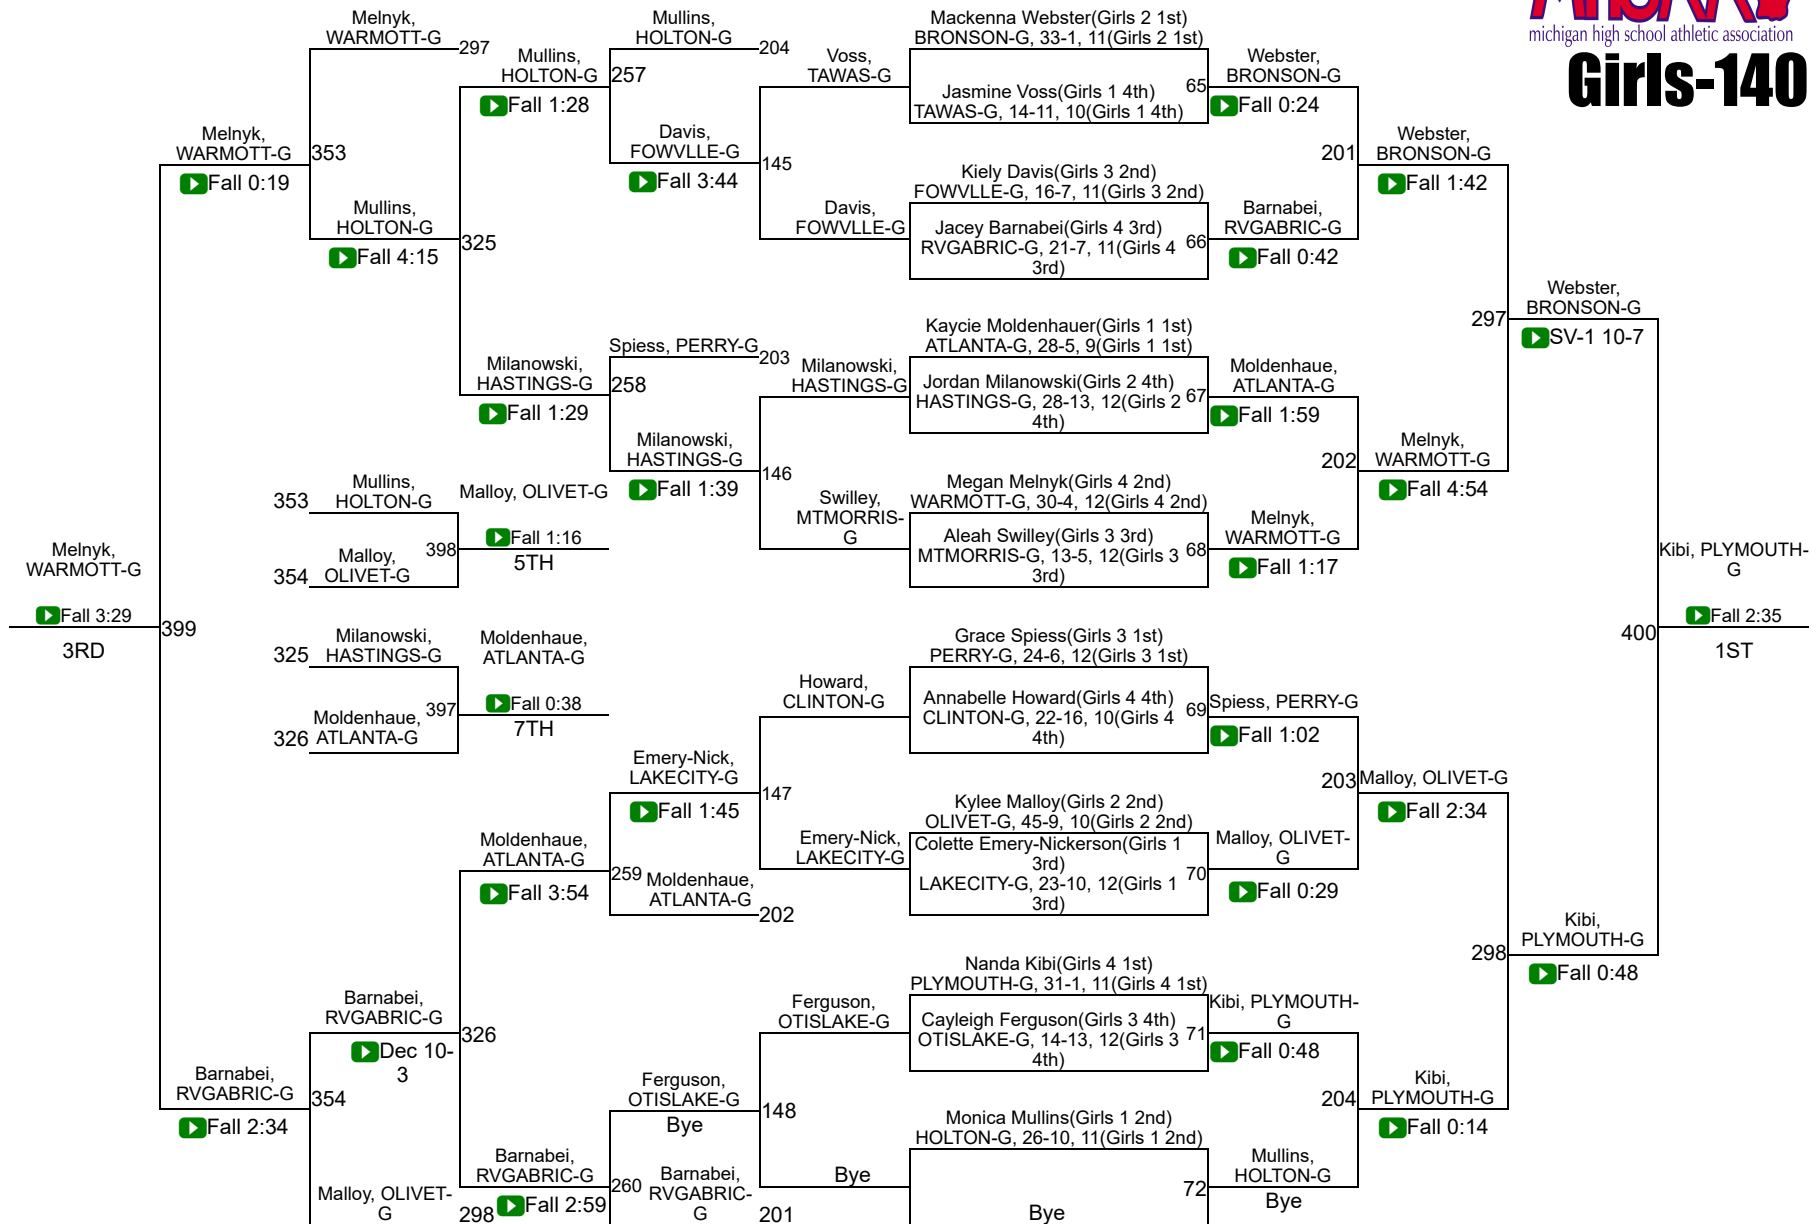 michigan high school athletic association
Girls-140
Melnyk,
WARMOTT-G
297
Mullins,
HOLTON-G
204
Mackenna Webster(Girls 2 1st)
BRONSON-G, 33-1, 11(Girls 2 1st)
Mullins,
HOLTON-G
257
Fall 1:28
Voss,
TAWAS-G
Jasmine Voss(Girls 1 4th)
TAWAS-G, 14-11, 10(Girls 1 4th)
65
Webster,
BRONSON-G
Fall 0:24
Melnyk,
WARMOTT-G
353
Fall 0:19
Davis,
FOWVLLE-G
145
Fall 3:44
201
Webster,
BRONSON-G
Fall 1:42
Kiely Davis(Girls 3 2nd)
FOWVLLE-G, 16-7, 11(Girls 3 2nd)
Mullins,
HOLTON-G
325
Fall 4:15
Davis,
FOWVLLE-G
Jacey Barnabei(Girls 4 3rd)
RVGABRIC-G, 21-7, 11(Girls 4
3rd)
66
Barnabei,
RVGABRIC-G
Fall 0:42
297
Webster,
BRONSON-G
SV-1 10-7
Spiess, PERRY-G
203
Kaycie Moldenhauer(Girls 1 1st)
ATLANTA-G, 28-5, 9(Girls 1 1st)
Milanowski,
HASTINGS-G
258
Fall 1:29
Milanowski,
HASTINGS-G
Jordan Milanowski(Girls 2 4th)
HASTINGS-G, 28-13, 12(Girls 2
4th)
67
Moldenhaue,
ATLANTA-G
Fall 1:59
Milanowski,
HASTINGS-G
146
Fall 1:39
202
Melnyk,
WARMOTT-G
Fall 4:54
353
Mullins,
HOLTON-G
Malloy, OLIVET-G
Megan Melnyk(Girls 4 2nd)
WARMOTT-G, 30-4, 12(Girls 4 2nd)
Swilley,
MTMORRIS-
G
Aleah Swilley(Girls 3 3rd)
MTMORRIS-G, 13-5, 12(Girls 3
3rd)
68
Melnyk,
WARMOTT-G
Fall 1:17
354
Malloy,
OLIVET-G
398
Fall 1:16
5TH
Melnyk,
WARMOTT-G
Fall 3:29
3RD
399
Kibi, PLYMOUTH-
G
Fall 2:35
1ST
400
325
Milanowski,
HASTINGS-G
Moldenhaue,
ATLANTA-G
Grace Spiess(Girls 3 1st)
PERRY-G, 24-6, 12(Girls 3 1st)
326
Moldenhaue,
ATLANTA-G
397
Fall 0:38
7TH
Howard,
CLINTON-G
Annabelle Howard(Girls 4 4th)
CLINTON-G, 22-16, 10(Girls 4
4th)
69
Spiess, PERRY-G
Fall 1:02
Emery-Nick,
LAKECITY-G
147
Fall 1:45
203
Malloy, OLIVET-G
Fall 2:34
Kylee Malloy(Girls 2 2nd)
OLIVET-G, 45-9, 10(Girls 2 2nd)
Moldenhaue,
ATLANTA-G
259
Fall 3:54
Emery-Nick,
LAKECITY-G
Colette Emery-Nickerson(Girls 1
3rd)
LAKECITY-G, 23-10, 12(Girls 1
3rd)
70
Malloy, OLIVET-
G
Fall 0:29
Moldenhaue,
ATLANTA-G
202
298
Kibi,
PLYMOUTH-G
Fall 0:48
Nanda Kibi(Girls 4 1st)
PLYMOUTH-G, 31-1, 11(Girls 4 1st)
Barnabei,
RVGABRIC-G
326
Dec 10-
3
Ferguson,
OTISLAKE-G
Cayleigh Ferguson(Girls 3 4th)
OTISLAKE-G, 14-13, 12(Girls 3
4th)
71
Kibi, PLYMOUTH-
G
Fall 0:48
Barnabei,
RVGABRIC-G
354
Fall 2:34
Ferguson,
OTISLAKE-G
148
Bye
204
Kibi,
PLYMOUTH-G
Fall 0:14
Monica Mullins(Girls 1 2nd)
HOLTON-G, 26-10, 11(Girls 1 2nd)
Barnabei,
RVGABRIC-G
260
Fall 2:59
Bye
72
Mullins,
HOLTON-G
Bye
Malloy, OLIVET-
G
298
Barnabei,
RVGABRIC-
G
201
Bye